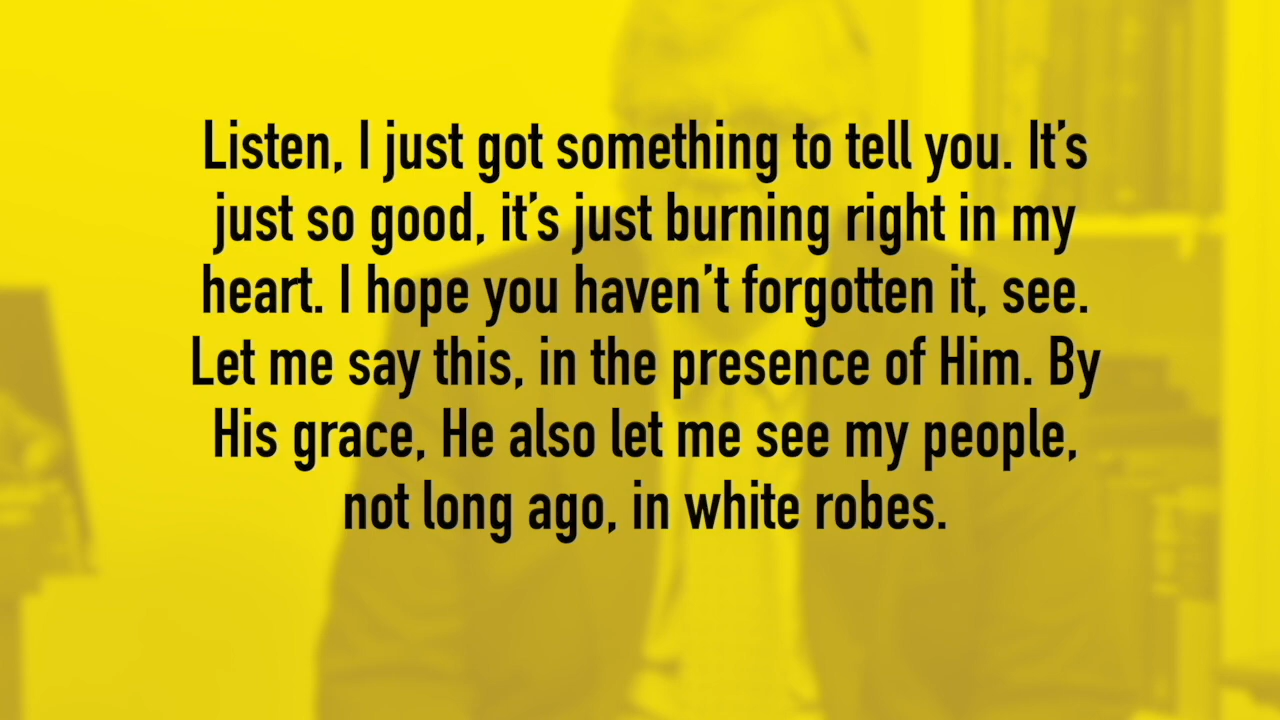 Listen, I just got something to tell you. It’s
just so good, it’s just burning right in my
heart. I hope you haven’t forgotten it, see.
Let me say this, in the presence of Him. By
His grace, He also let me see my people,
not long ago, in white robes.